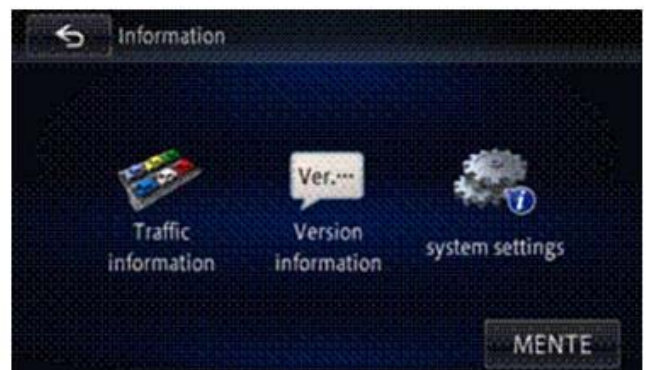 Information
Ver.…
Traffic
information
Version
information
system settings
MENTE